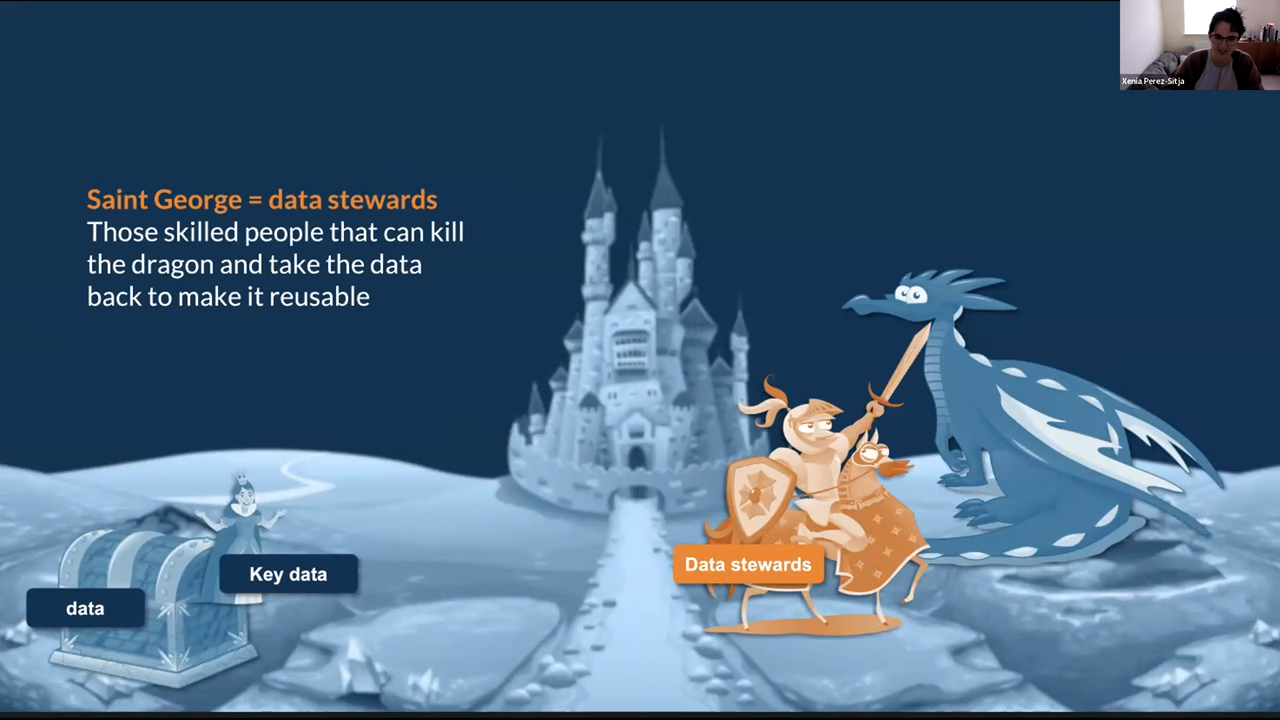 Xenia Perez-Sitja
Saint George = data stewards
Those skilled people that can kill
the dragon and take the data
back to make it reusable
Key data
data
Data stewards